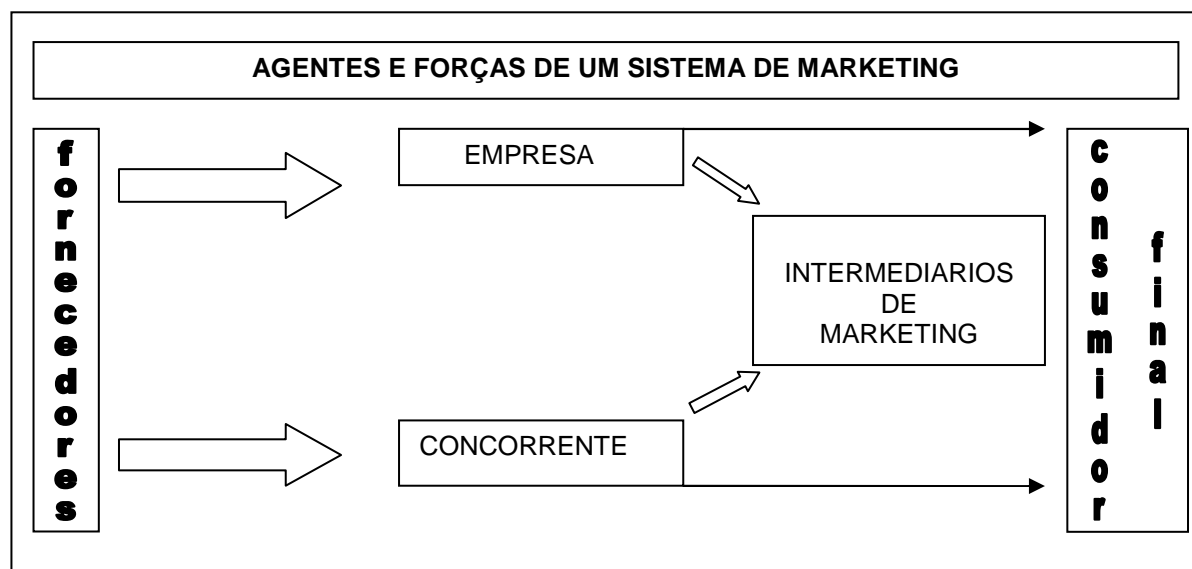 AGENTES E FORÇAS DE UM SISTEMA DE MARKETING
fornecedores
EMPRESA
INTERMEDIARIOS
DE
MARKETING
CONCORRENTE
consumidor
final